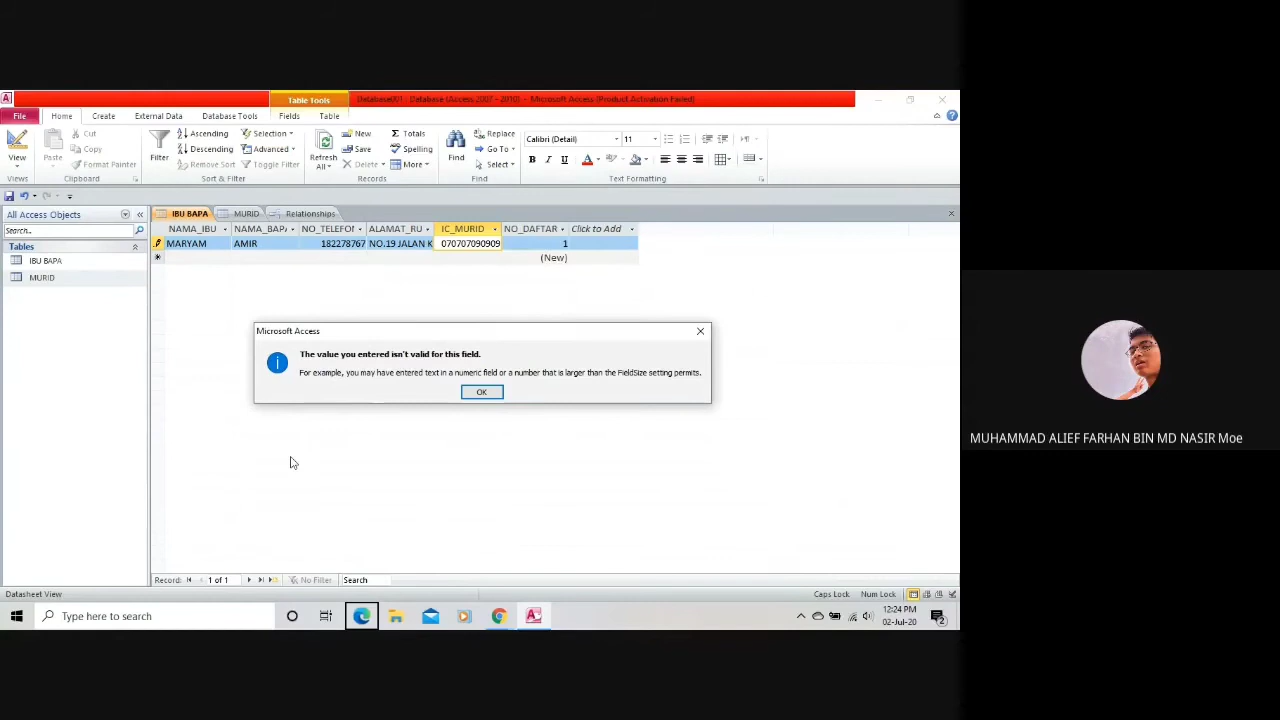 Table Tools
Database01 : Database (Access 2007 - 2010) - Microsoft Access (Product Activation Failed)
File Home Create External Data Database Tools Fields Table
View
Views
Paste
Cut
Copy
Format Painter
Clipboard
Filter
Ascending
Descending
Remove Sort
Selection
Advanced
Toggle Filter
Sort & Filter
Refresh All
New
Save
Delete
Totals
Spelling
More
Records
Find
Replace
Go To
Select
Find
Calibri (Detail) 11
B I U A
Text Formatting
All Access Objects
Search...
Tables
IBU BAPA
MURID
IBU BAPA MURID Relationships
NAMA_IBU NAMA_BAPA NO_TELEFON ALAMAT_RU IC_MURID NO_DAFTAR Click to Add
MARYAM AMIR 182278767 NO.19 JALAN K 070707090909 1
(New)
Microsoft Access
The value you entered isn't valid for this field.
For example, you may have entered text in a numeric field or a number that is larger than the FieldSize setting permits.
OK
MUHAMMAD ALIEF FARHAN BIN MD NASIR Moe
Record: 1 of 1 No Filter Search
Datasheet View Caps Lock Num Lock
Type here to search
12:24 PM
02-Jul-20
2